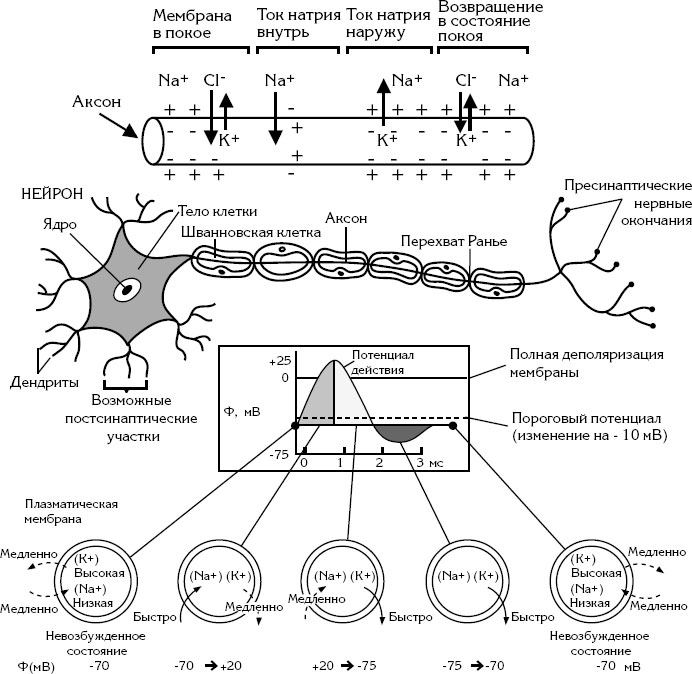 Мембрана
в покое
Ток натрия
внутрь
Ток натрия
наружу
Возвращение
в состояние
покоя
Na+ Cl- Na+ Na+ Cl- Na+
Аксон
+ + + + - + + + + + + +
- - + - - - - - -
K+ K+ K+
- - - + - - - - - -
+ + + + - + + + + + + +
НЕЙРОН
Ядро
Тело клетки
Шванновская клетка
Аксон
Перехват Ранье
Пресинаптические
нервные
окончания
Дендриты
Возможные
постсинаптические
участки
+25
0
Ф, мВ
-75
Потенциал
действия
0 1 2 3 мс
Полная деполяризация
мембраны
Пороговый потенциал
(изменение на - 10 мВ)
Плазматическая
мембрана
Медленно
Медленно
(K+)
Высокая
(Na+)
Низкая
Невозбужденное
состояние
(Na+) (K+)
Быстро
Медленно
(Na+) (K+)
Медленно
Быстро
(Na+) (K+)
Быстро
(K+)
Высокая
(Na+)
Низкая
Медленно
Медленно
Невозбужденное
состояние
Ф(мВ) -70 -70 ➔ +20 +20 ➔ -75 -75 ➔ -70 -70 мВ